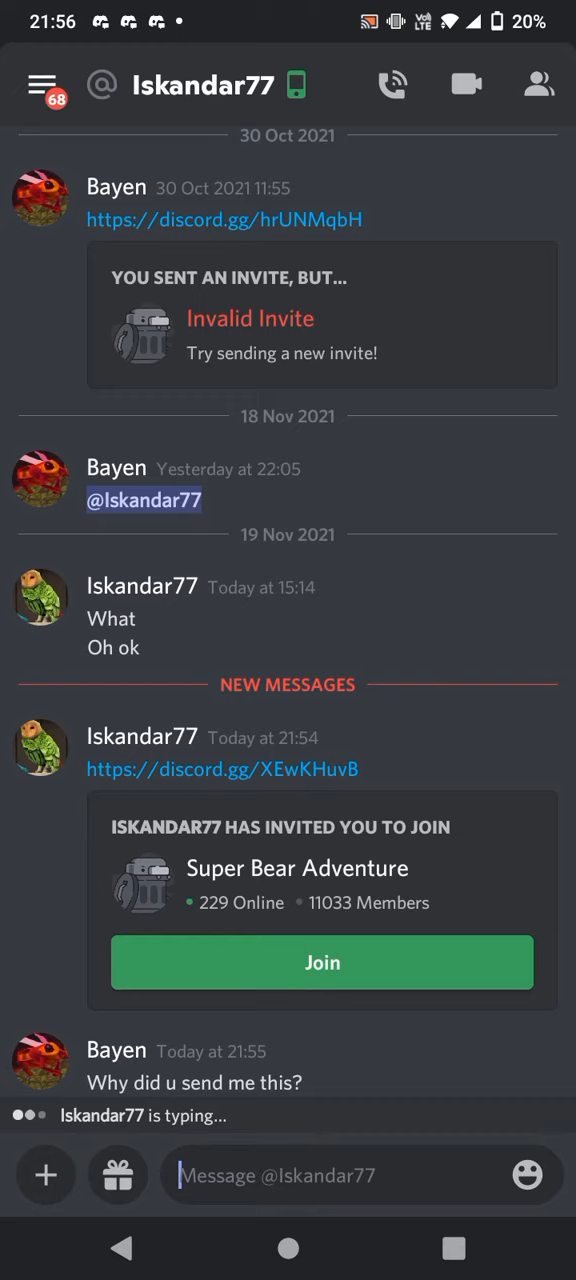 21:56
Vo)
LTE
20%
68
@ Iskandar77
30 Oct 2021
Bayen 30 Oct 2021 11:55
https://discord.gg/hrUNMqbH
YOU SENT AN INVITE, BUT...
Invalid Invite
Try sending a new invite!
18 Nov 2021
Bayen Yesterday at 22:05
@Iskandar77
19 Nov 2021
Iskandar77 Today at 15:14
What
Oh ok
NEW MESSAGES
Iskandar77 Today at 21:54
https://discord.gg/XEwKHuvB
ISKANDAR77 HAS INVITED YOU TO JOIN
Super Bear Adventure
229 Online 11033 Members
Join
Bayen Today at 21:55
Why did u send me this?
Iskandar77 is typing...
Message @Iskandar77